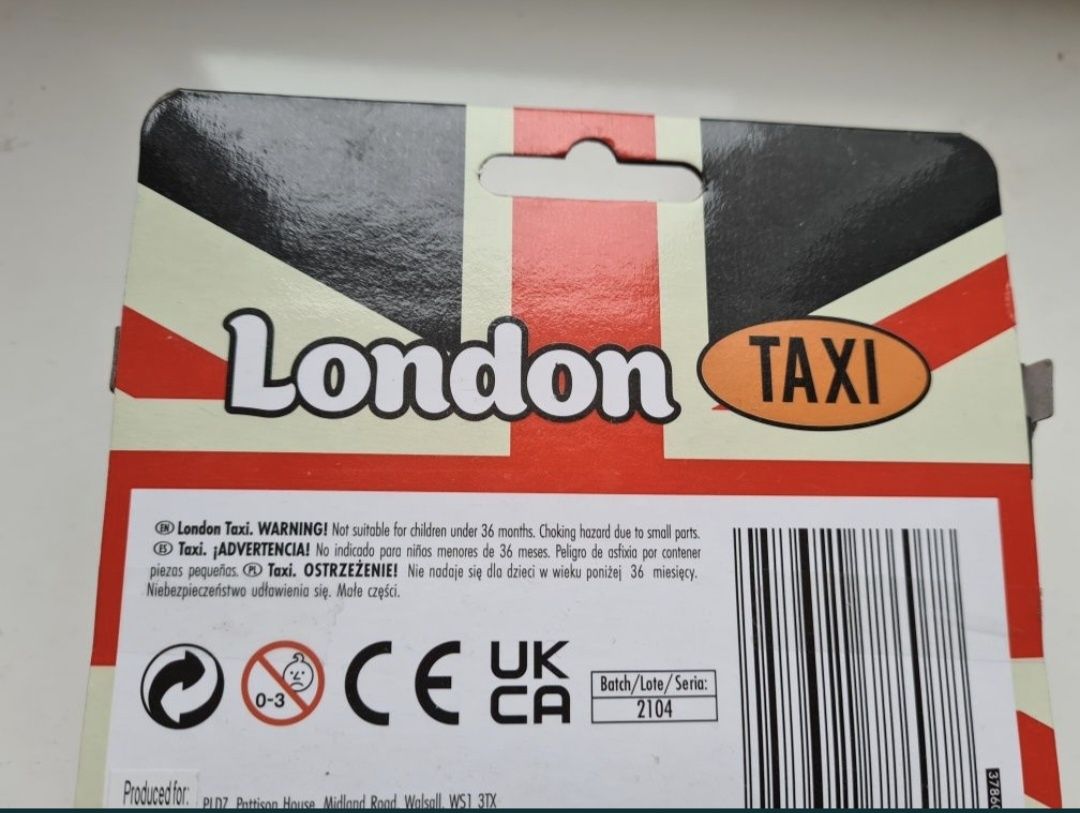 London TAXI
EN London Taxi. WARNING! Not suitable for children under 36 months. Choking hazard due to small parts.
ES Taxi. ¡ADVERTENCIA! No indicado para niños menores de 36 meses. Peligro de asfixia por contener
piezas pequeñas. PL Taxi. OSTRZEŻENIE! Nie nadaje się dla dzieci w wieku poniżej 36 miesięcy.
Niebezpieczeństwo udławienia się. Małe części.
0-3
CE
UK
CA
Batch/Lote/Seria:
2104
Produced for:
PLDZ, Pattison House, Midland Road, Walsall, WS1 3TX